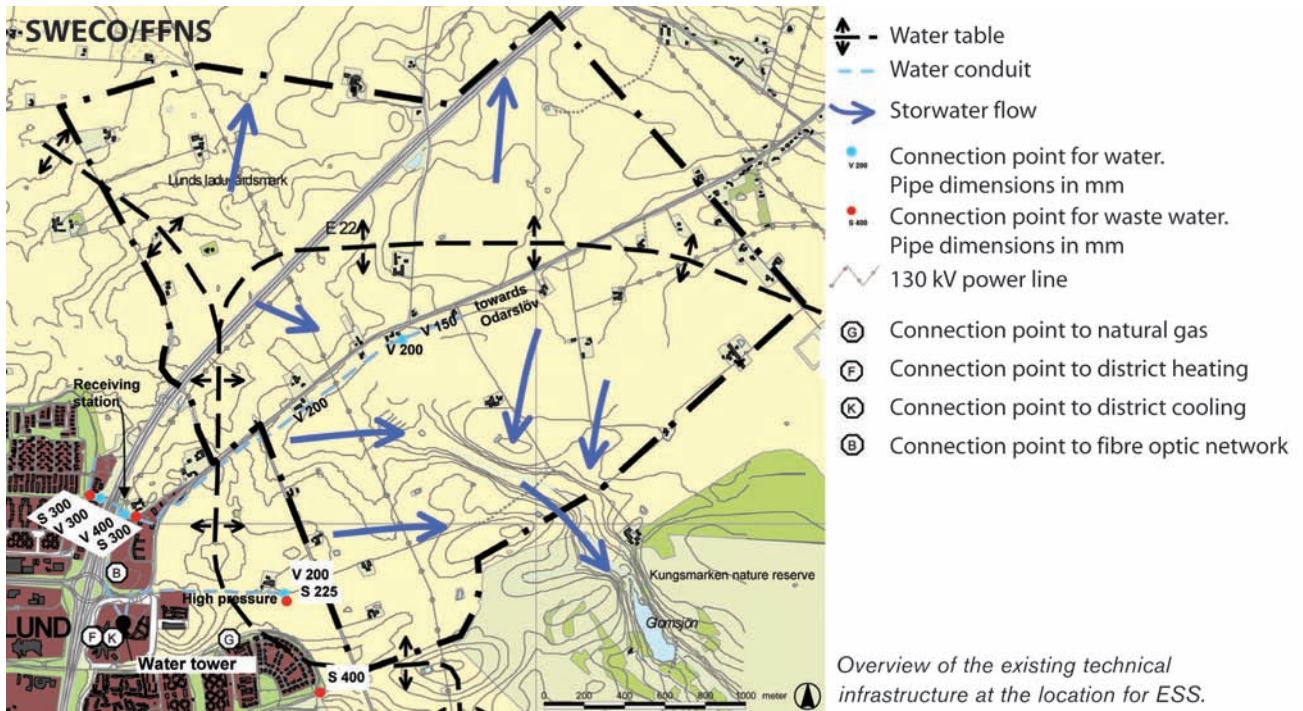 SWECO/FFNS
Lunds ladugårdsmark
E 22
towards
Odarslöv
V 150
V 200
V 200
Receiving
station
S 300
V 300
V 400
S 300
V 200
S 225
High pressure
B
LUND
F
K
G
Water tower
S 400
Kungsmarken nature reserve
Glomsjön
0 200 400 600 800 1000 meter
Water table
Water conduit
Storwater flow
V 200
Connection point for water.
Pipe dimensions in mm
S 400
Connection point for waste water.
Pipe dimensions in mm
130 kV power line
G Connection point to natural gas
F Connection point to district heating
K Connection point to district cooling
B Connection point to fibre optic network
Overview of the existing technical
infrastructure at the location for ESS.